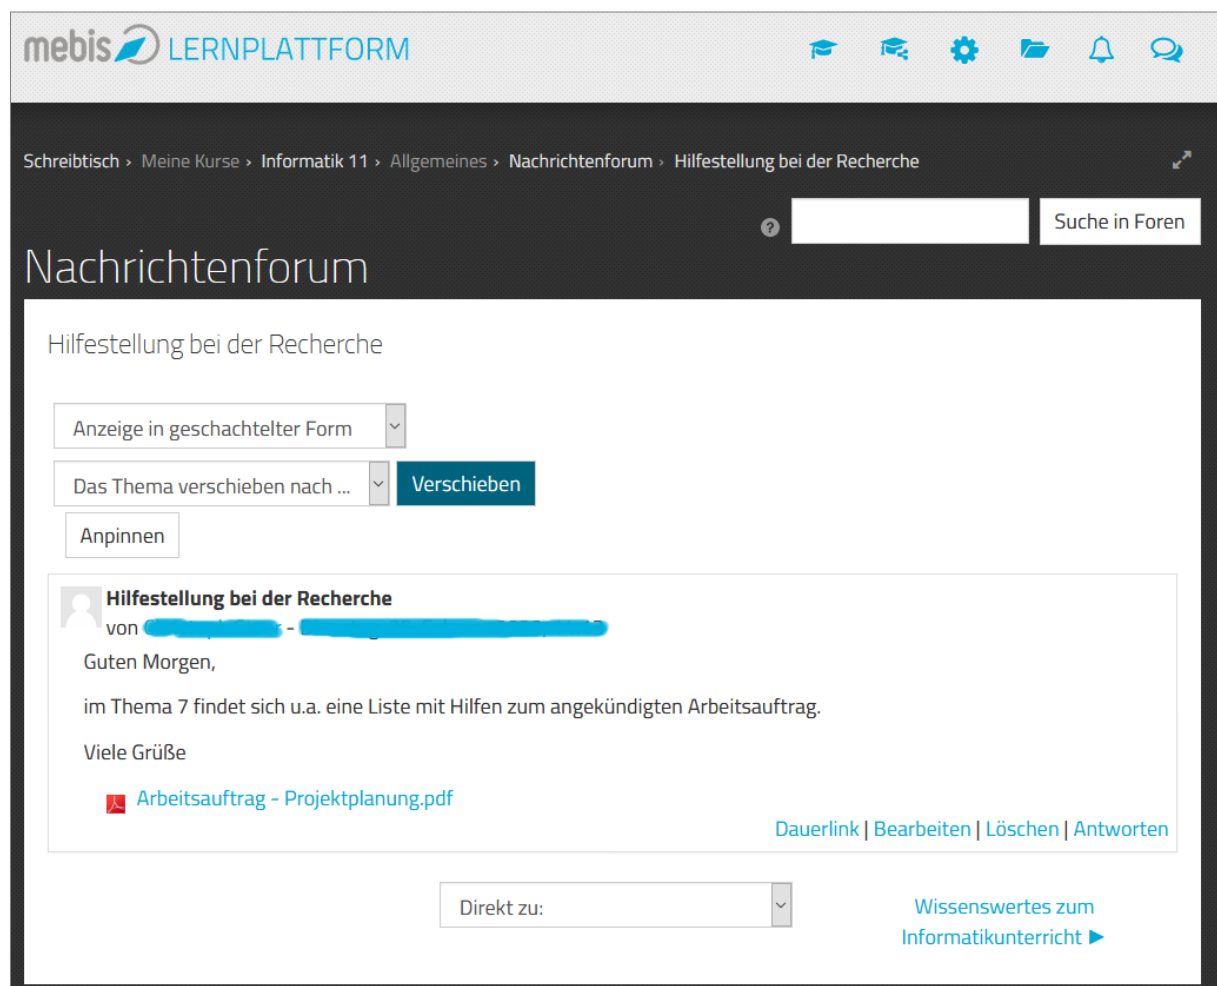 mebis LERNPLATTFORM
Schreibtisch › Meine Kurse › Informatik 11 › Allgemeines › Nachrichtenforum › Hilfestellung bei der Recherche
? Suche in Foren
Nachrichtenforum
Hilfestellung bei der Recherche
Anzeige in geschachtelter Form
Das Thema verschieben nach ... Verschieben
Anpinnen
Hilfestellung bei der Recherche
von -
Guten Morgen,
im Thema 7 findet sich u.a. eine Liste mit Hilfen zum angekündigten Arbeitsauftrag.
Viele Grüße
Arbeitsauftrag - Projektplanung.pdf
Dauerlink | Bearbeiten | Löschen | Antworten
Direkt zu:
Wissenswertes zum
Informatikunterricht ▶